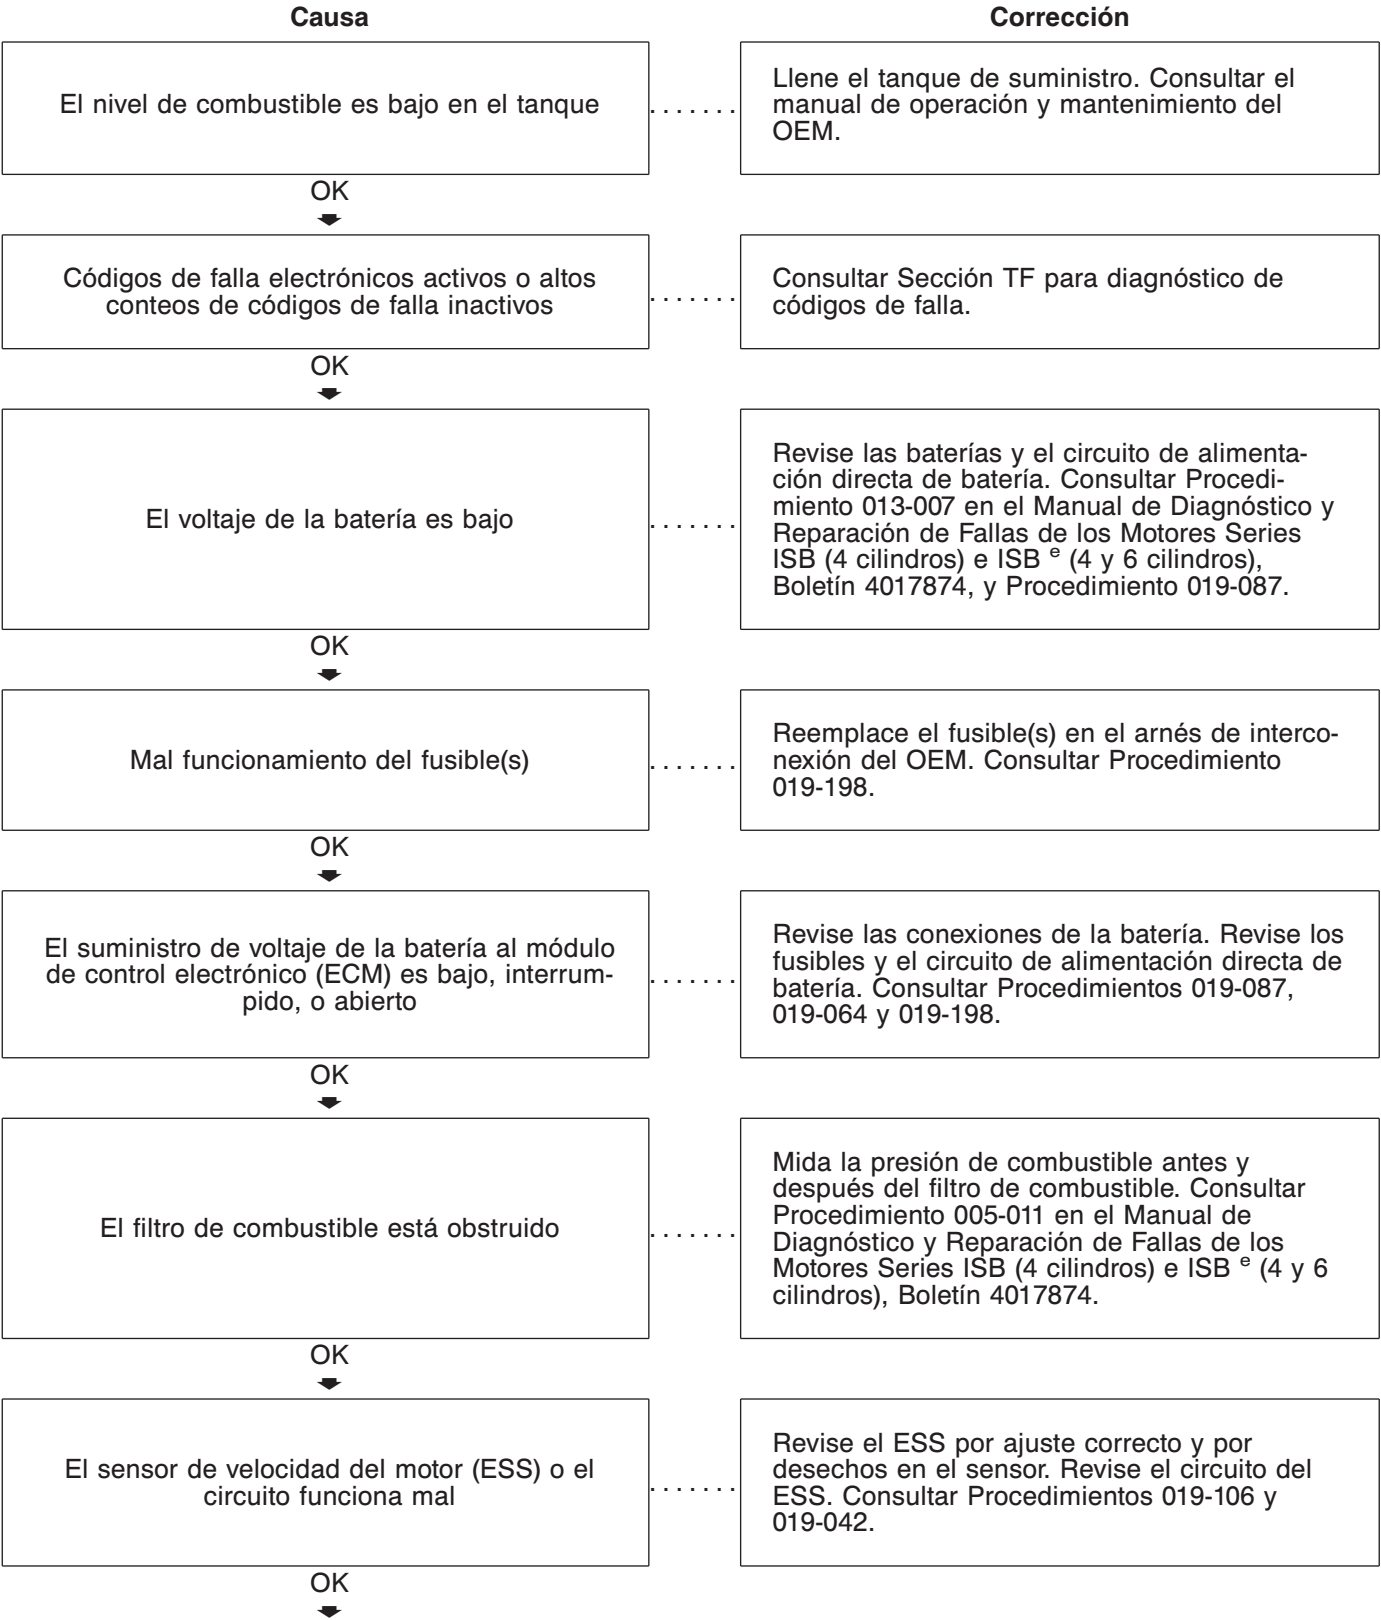 Causa
Corrección
El nivel de combustible es bajo en el tanque
.......
Llene el tanque de suministro. Consultar el
manual de operación y mantenimiento del
OEM.
OK
Códigos de falla electrónicos activos o altos
conteos de códigos de falla inactivos
.......
Consultar Sección TF para diagnóstico de
códigos de falla.
OK
El voltaje de la batería es bajo
.......
Revise las baterías y el circuito de alimenta-
ción directa de batería. Consultar Procedi-
miento 013-007 en el Manual de Diagnóstico y
Reparación de Fallas de los Motores Series
ISB (4 cilindros) e ISB e (4 y 6 cilindros),
Boletín 4017874, y Procedimiento 019-087.
OK
Mal funcionamiento del fusible(s)
.......
Reemplace el fusible(s) en el arnés de interco-
nexión del OEM. Consultar Procedimiento
019-198.
OK
El suministro de voltaje de la batería al módulo
de control electrónico (ECM) es bajo, interrum-
pido, o abierto
.......
Revise las conexiones de la batería. Revise los
fusibles y el circuito de alimentación directa de
batería. Consultar Procedimientos 019-087,
019-064 y 019-198.
OK
El filtro de combustible está obstruido
.......
Mida la presión de combustible antes y
después del filtro de combustible. Consultar
Procedimiento 005-011 en el Manual de
Diagnóstico y Reparación de Fallas de los
Motores Series ISB (4 cilindros) e ISB e (4 y 6
cilindros), Boletín 4017874.
OK
El sensor de velocidad del motor (ESS) o el
circuito funciona mal
.......
Revise el ESS por ajuste correcto y por
desechos en el sensor. Revise el circuito del
ESS. Consultar Procedimientos 019-106 y
019-042.
OK